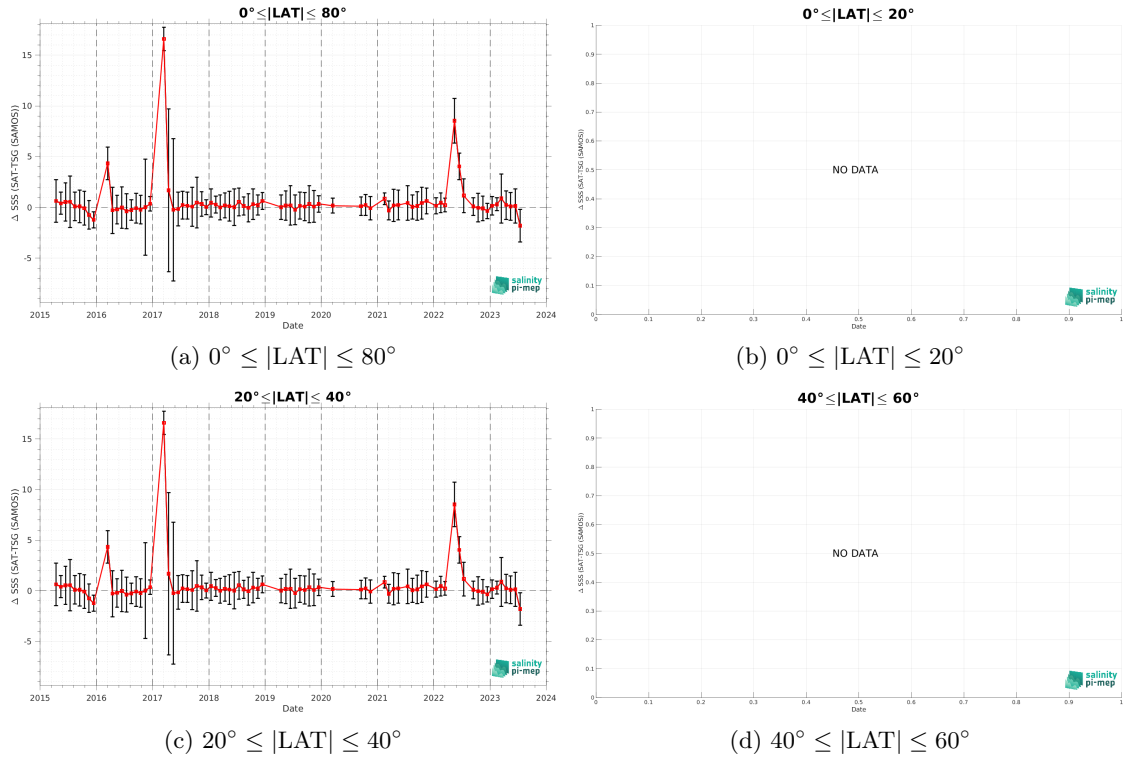 0°≤|LAT|≤ 80°
Δ SSS (SAT-TSG (SAMOS))
15
10
5
0
-5
2015 2016 2017 2018 2019 2020 2021 2022 2023 2024
Date
salinity
pi-mep
(a) 0° ≤ |LAT| ≤ 80°
0°≤|LAT|≤ 20°
Δ SSS (SAT-TSG (SAMOS))
1
0.9
0.8
0.7
0.6
0.5
0.4
0.3
0.2
0.1
0
NO DATA
0 0.1 0.2 0.3 0.4 0.5 0.6 0.7 0.8 0.9 1
Date
salinity
pi-mep
(b) 0° ≤ |LAT| ≤ 20°
20°≤|LAT|≤ 40°
Δ SSS (SAT-TSG (SAMOS))
15
10
5
0
-5
2015 2016 2017 2018 2019 2020 2021 2022 2023 2024
Date
salinity
pi-mep
(c) 20° ≤ |LAT| ≤ 40°
40°≤|LAT|≤ 60°
Δ SSS (SAT-TSG (SAMOS))
1
0.9
0.8
0.7
0.6
0.5
0.4
0.3
0.2
0.1
0
NO DATA
0 0.1 0.2 0.3 0.4 0.5 0.6 0.7 0.8 0.9 1
Date
salinity
pi-mep
(d) 40° ≤ |LAT| ≤ 60°